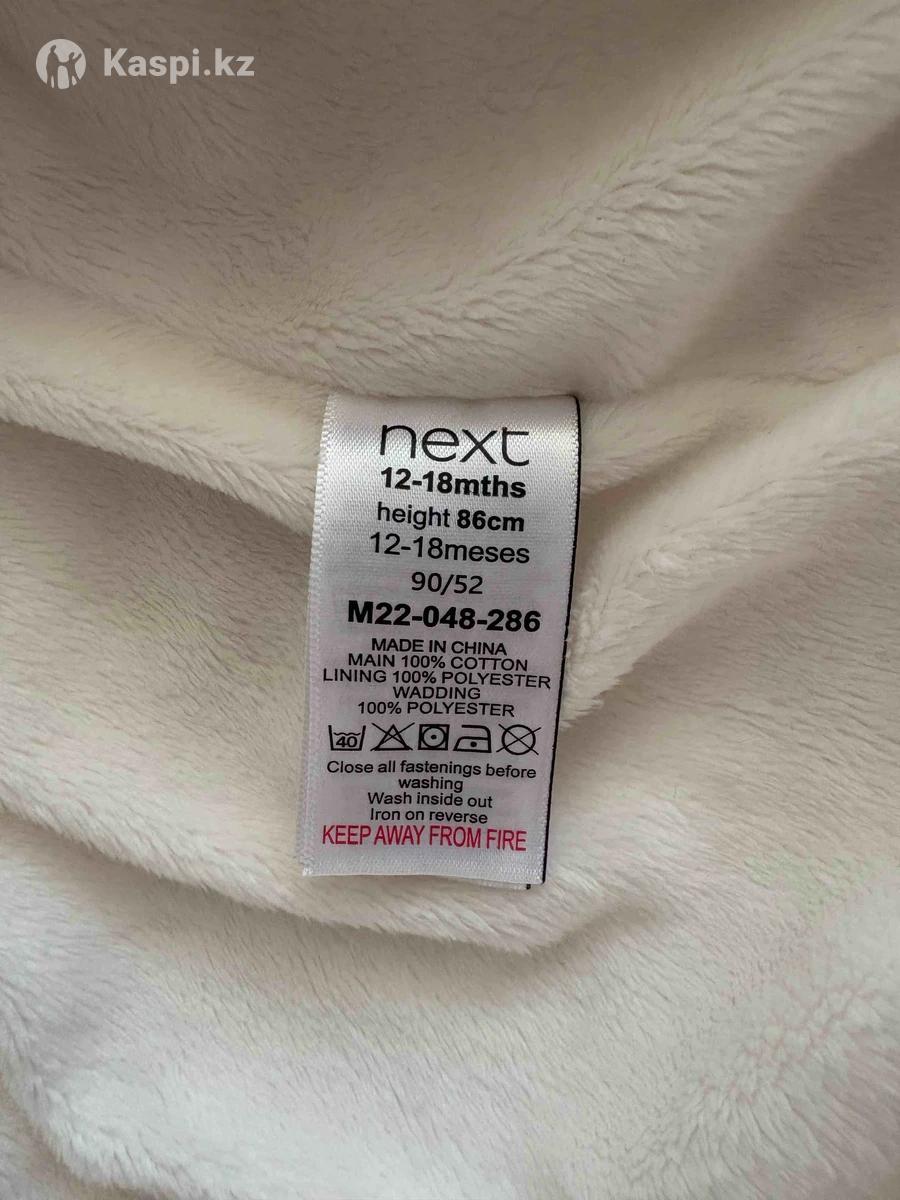 Kaspi.kz
next
12-18mths
height 86cm
12-18meses
90/52
M22-048-286
MADE IN CHINA
MAIN 100% COTTON
LINING 100% POLYESTER
WADDING
100% POLYESTER
40
Close all fastenings before
washing
Wash inside out
Iron on reverse
KEEP AWAY FROM FIRE